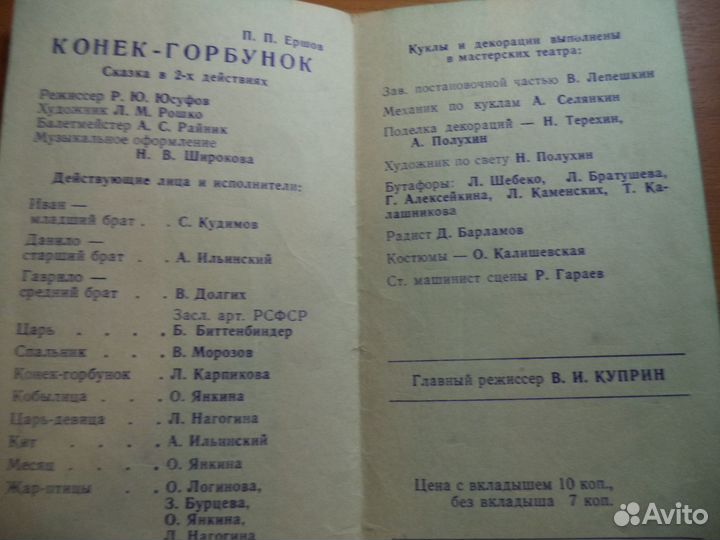 П. П. Ершов
КОНЕК-ГОРБУНОК
Сказка в 2-х действиях
Режиссер Р. Ю. Юсуфов
Художник Л. М. Рошко
Балетмейстер А. С. Райник
Музыкальное оформление
Н. В. Широкова
Действующие лица и исполнители:
Иван —
младший брат . . С. Кудимов
Данило —
старший брат . . А. Ильинский
Гаврило —
средний брат . . В. Долгих
Засл. арт. РСФСР
Царь . . . . Б. Биттенбиндер
Спальник . . . В. Морозов
Конек-горбунок . Л. Карпикова
Кобылица . . . О. Янкина
Царь-девица . . Л. Нагогина
Кит . . . . А. Ильинский
Месяц . . . . О. Янкина
Жар-птицы . . О. Логинова,
З. Бурцева,
О. Янкина,
Л. Нагогина
Куклы и декорации выполнены
в мастерских театра:
Зав. постановочной частью В. Лепешкин
Механик по куклам А. Селянкин
Поделка декораций — Н. Терехин,
А. Полухин
Художник по свету Н. Полухин
Бутафоры: Л. Шебеко, Л. Братушева,
Г. Алексейкина, Л. Каменских, Т. Ка-
лашникова
Радист Д. Барламов
Костюмы — О. Калишевская
Ст. машинист сцены Р. Гараев
Главный режиссер В. И. КУПРИН
Цена с вкладышем 10 коп.,
без вкладыша 7 коп.
Avito